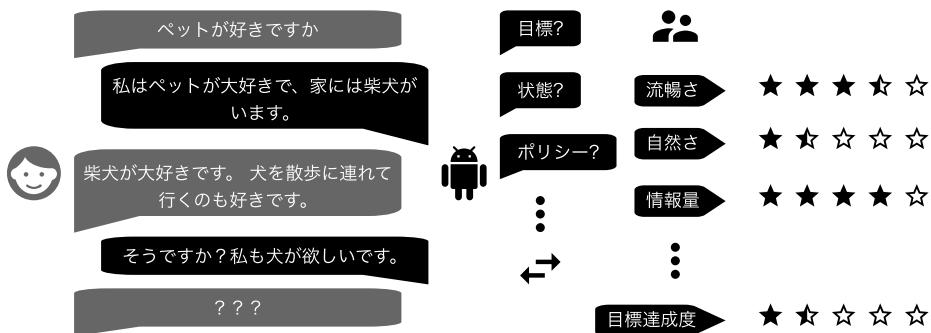 ペットが好きですか
私はペットが大好きで、家には柴犬が
います。
柴犬が大好きです。 犬を散歩に連れて
行くのも好きです。
そうですか？私も犬が欲しいです。
？？？
目標?
状態?
ポリシー?
流暢さ
自然さ
情報量
目標達成度